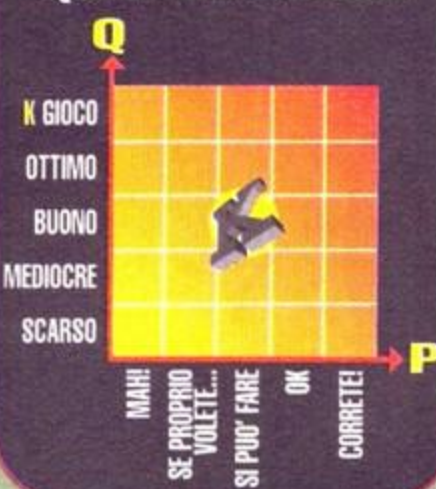 Q
K GIOCO
OTTIMO
BUONO
MEDIOCRE
SCARSO
P
MAH!
SE PROPRIO
VOLETE...
SI PUO' FARE
OK
CORRETE!